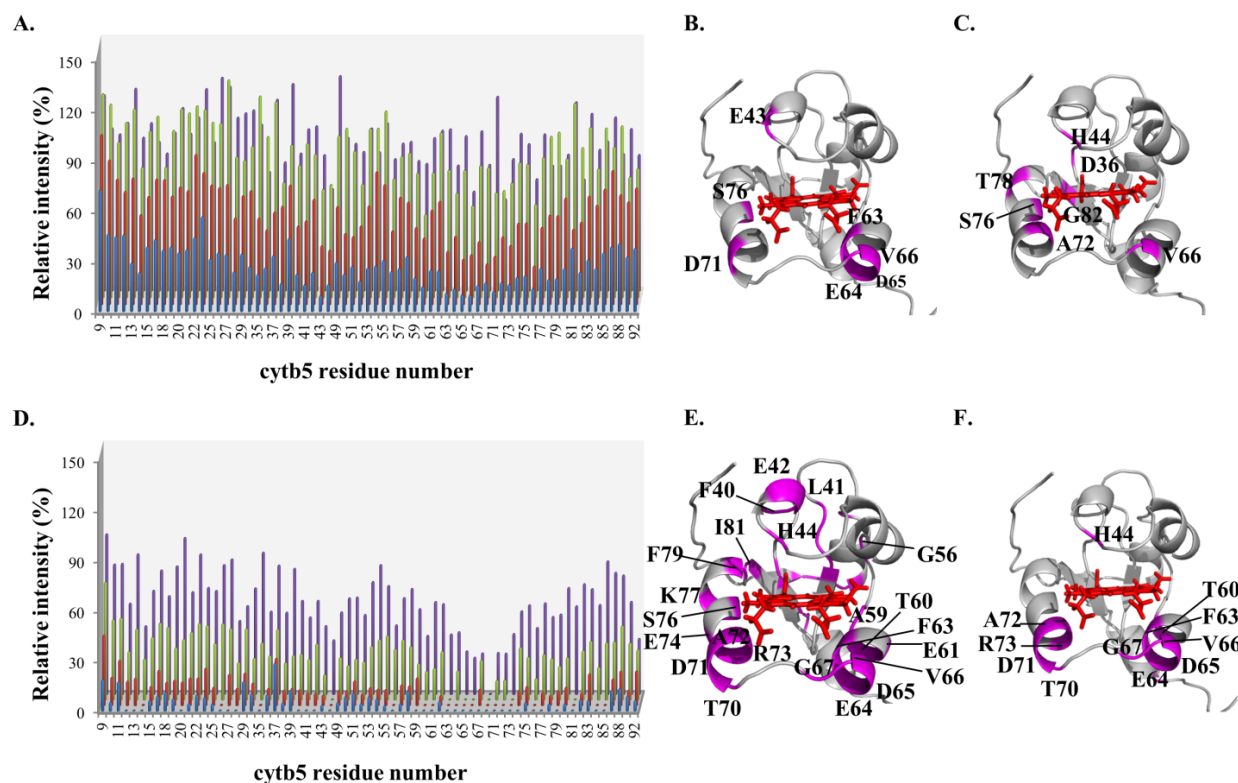 A.
Relative intensity (%)
150
120
90
60
30
0
9 11 13 15 18 20 22 25 27 29 35 37 39 41 43 46 49 51 53 55 57 59 61 63 65 67 71 73 75 77 79 81 83 85 88 92
cytb5 residue number
B.
E43
S76
F63
D71
V66
E64
D65
C.
H44
D36
T78
S76
G82
A72
V66
D.
Relative intensity (%)
150
120
90
60
30
0
9 11 13 15 18 20 22 25 27 29 35 37 39 41 43 46 49 51 53 55 57 59 61 63 65 67 71 73 75 77 79 81 83 85 88 92
cytb5 residue number
E.
E42
F40
L41
I81
H44
G56
F79
K77
T60
S76
A59
F63
E74
A72
R73
E61
D71
G67
V66
D65
T70
E64
F.
H44
T60
A72
F63
R73
G67
V66
D71
D65
T70
E64